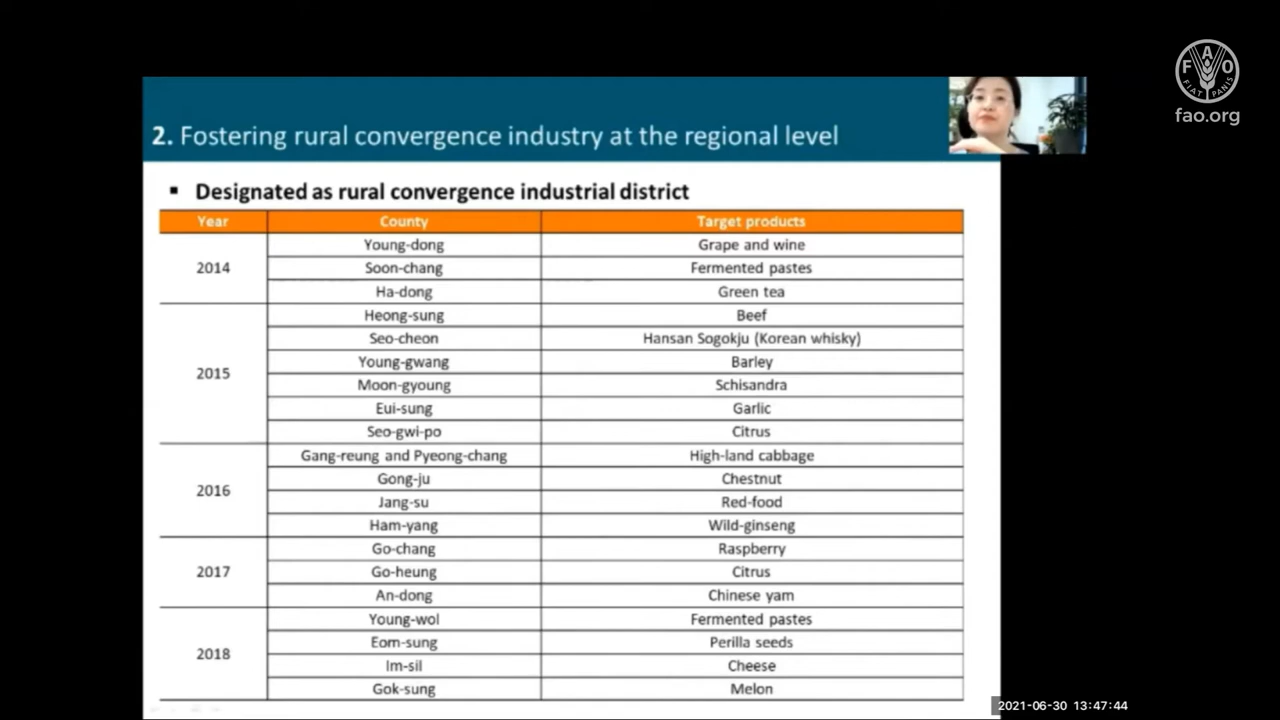 FAO
FIAT PANIS
fao.org
2. Fostering rural convergence industry at the regional level
▪ Designated as rural convergence industrial district
Year County Target products
2014 Young-dong Grape and wine
Soon-chang Fermented pastes
Ha-dong Green tea
2015 Heong-sung Beef
Seo-cheon Hansan Sogokju (Korean whisky)
Young-gwang Barley
Moon-gyoung Schisandra
Eui-sung Garlic
Seo-gwi-po Citrus
2016 Gang-reung and Pyeong-chang High-land cabbage
Gong-ju Chestnut
Jang-su Red-food
Ham-yang Wild-ginseng
2017 Go-chang Raspberry
Go-heung Citrus
An-dong Chinese yam
2018 Young-wol Fermented pastes
Eom-sung Perilla seeds
Im-sil Cheese
Gok-sung Melon
2021-06-30 13:47:44